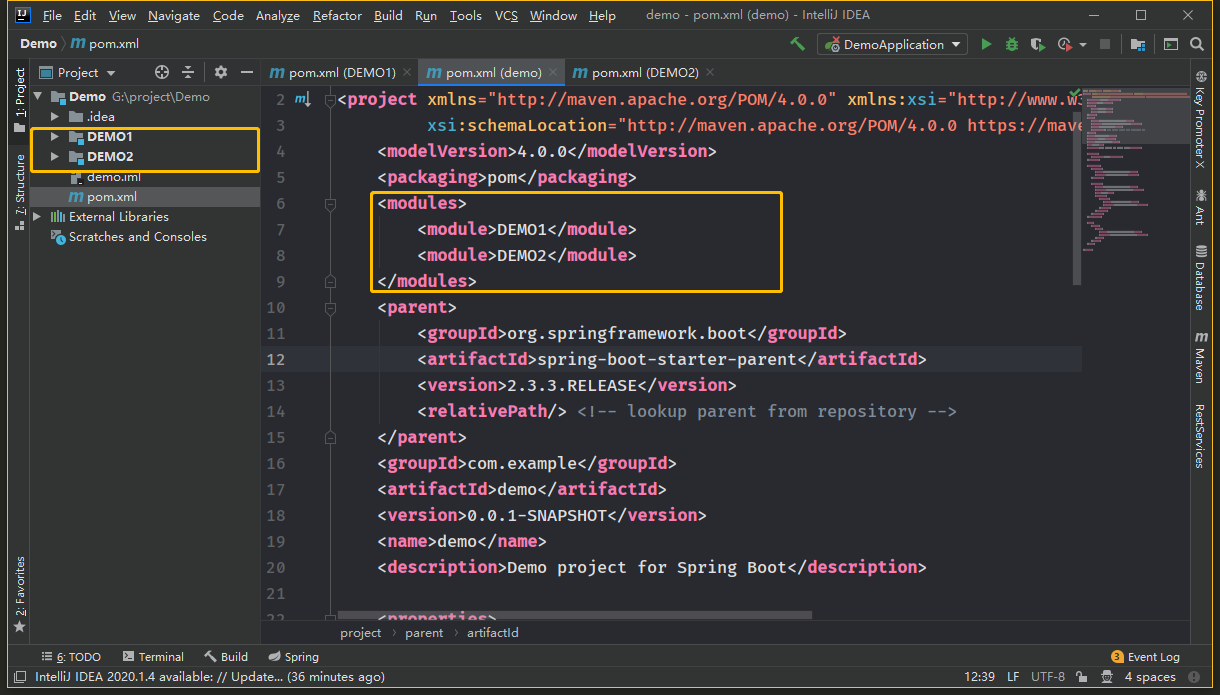 File Edit View Navigate Code Analyze Refactor Build Run Tools VCS Window Help demo - pom.xml (demo) - IntelliJ IDEA
Demo m pom.xml
DemoApplication
1: Project
Project
pom.xml (DEMO1)
pom.xml (demo)
pom.xml (DEMO2)
Demo G:\project\Demo
.idea
DEMO1
DEMO2
demo.iml
pom.xml
External Libraries
Scratches and Consoles
7: Structure
2: Favorites
2 <project xmlns="http://maven.apache.org/POM/4.0.0" xmlns:xsi="http://www.w3
3 xsi:schemaLocation="http://maven.apache.org/POM/4.0.0 https://mave
4 <modelVersion>4.0.0</modelVersion>
5 <packaging>pom</packaging>
6 <modules>
7 <module>DEMO1</module>
8 <module>DEMO2</module>
9 </modules>
10 <parent>
11 <groupId>org.springframework.boot</groupId>
12 <artifactId>spring-boot-starter-parent</artifactId>
13 <version>2.3.3.RELEASE</version>
14 <relativePath/> <!-- lookup parent from repository -->
15 </parent>
16 <groupId>com.example</groupId>
17 <artifactId>demo</artifactId>
18 <version>0.0.1-SNAPSHOT</version>
19 <name>demo</name>
20 <description>Demo project for Spring Boot</description>
21
22 <properties>
Key Promoter X
Ant
Database
Maven
RestServices
project parent artifactId
6: TODO Terminal Build Spring 3 Event Log
IntelliJ IDEA 2020.1.4 available: // Update... (36 minutes ago) 12:39 LF UTF-8 4 spaces